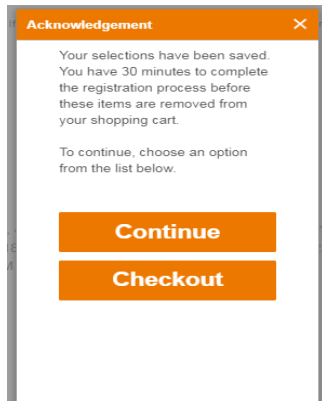 Acknowledgement
Your selections have been saved.
You have 30 minutes to complete
the registration process before
these items are removed from
your shopping cart.
To continue, choose an option
from the list below.
Continue
Checkout